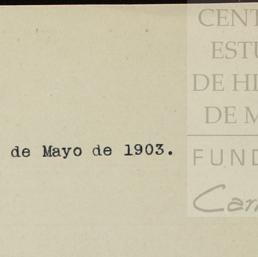 CENT
ESTU
DE HI
DE M
de Mayo de 1903.
FUND
Car